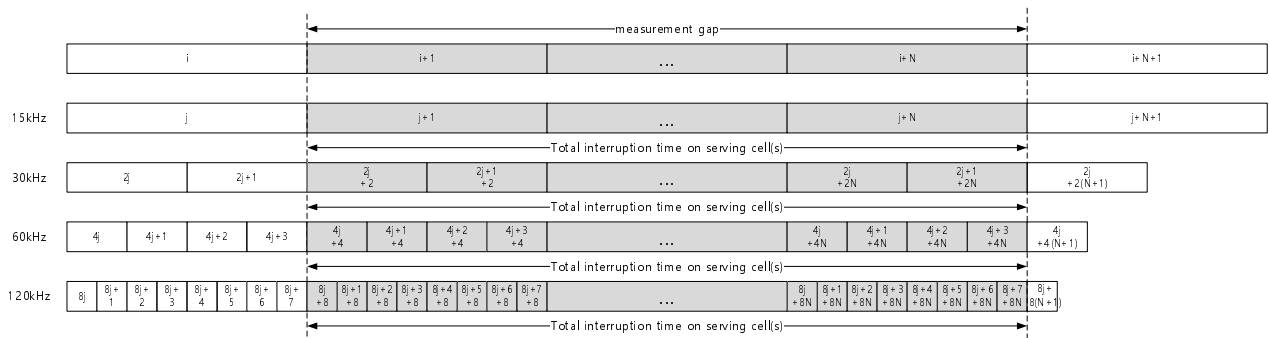 measurement gap
i
i+1
...
i+N
i+N+1
15kHz
j
j+1
...
j+N
j+N+1
Total interruption time on serving cell(s)
30kHz
2j
2j+1
2j
+2
2j+1
+2
...
2j
+2N
2j+1
+2N
2j
+2(N+1)
Total interruption time on serving cell(s)
60kHz
4j
4j+1
4j+2
4j+3
4j
+4
4j+1
+4
4j+2
+4
4j+3
+4
...
4j
+4N
4j+1
+4N
4j+2
+4N
4j+3
+4N
4j
+4(N+1)
Total interruption time on serving cell(s)
120kHz
8j
8j+
1
8j+
2
8j+
3
8j+
4
8j+
5
8j+
6
8j+
7
8j
+8
8j+1
+8
8j+2
+8
8j+3
+8
8j+4
+8
8j+5
+8
8j+6
+8
8j+7
+8
...
8j
+8N
8j+1
+8N
8j+2
+8N
8j+3
+8N
8j+4
+8N
8j+5
+8N
8j+6
+8N
8j+7
+8N
8j+
8(N+1)
Total interruption time on serving cell(s)